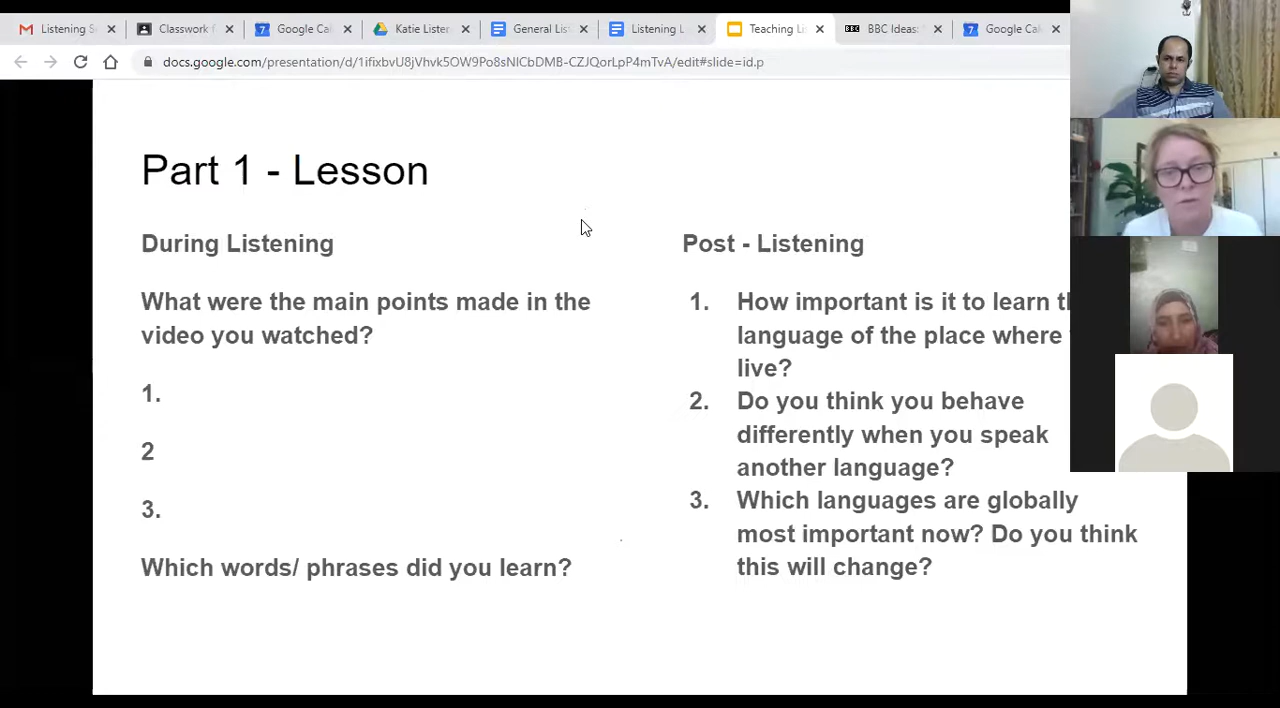 Listening S
Classwork f
Google Cal
Katie Listen
General List
Listening L
Teaching Li
BBC Ideas:
Google Cal
docs.google.com/presentation/d/1ifixbvU8jVhvk5OW9Fo8sNlCbDMB-CZJQorLpP4mTvA/edit#slide=id.p
Part 1 - Lesson
During Listening
What were the main points made in the
video you watched?
1.
2
3.
Which words/ phrases did you learn?
Post - Listening
1. How important is it to learn th
language of the place where
live?
2. Do you think you behave
differently when you speak
another language?
3. Which languages are globally
most important now? Do you think
this will change?